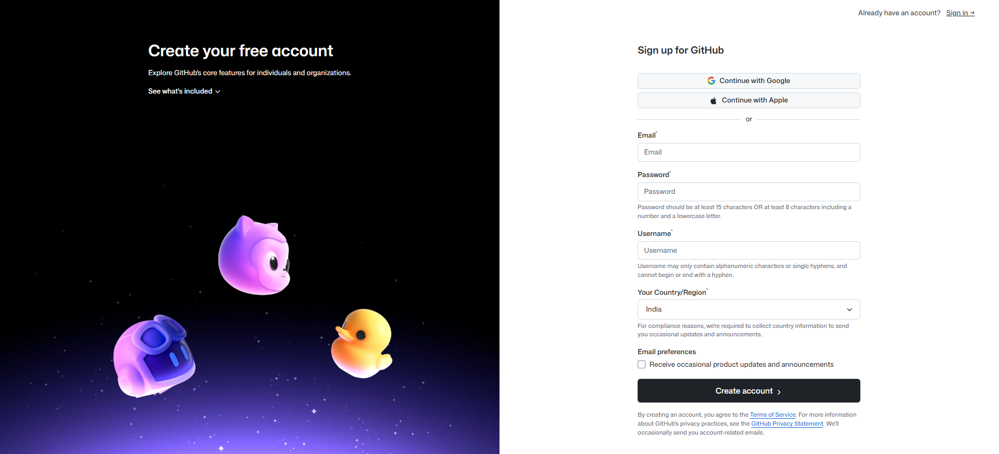 Already have an account? Sign in →
Create your free account
Explore GitHub's core features for individuals and organizations.
See what's included
Sign up for GitHub
Continue with Google
Continue with Apple
or
Email*
Email
Password*
Password
Password should be at least 15 characters OR at least 8 characters including a
number and a lowercase letter.
Username*
Username
Username may only contain alphanumeric characters or single hyphens, and
cannot begin or end with a hyphen.
Your Country/Region*
India
For compliance reasons, we're required to collect country information to send
you occasional updates and announcements.
Email preferences
Receive occasional product updates and announcements
Create account
By creating an account, you agree to the Terms of Service. For more information
about GitHub's privacy practices, see the GitHub Privacy Statement. We'll
occasionally send you account-related emails.